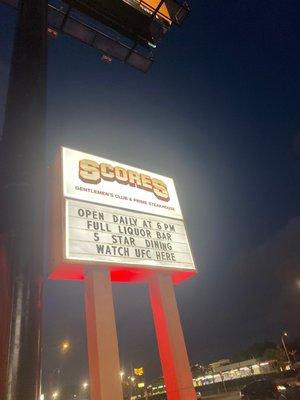 SCORES
GENTLEMEN'S CLUB & PRIME STEAKHOUSE
OPEN DAILY AT 6 PM
FULL LIQUOR BAR
5 STAR DINING
WATCH UFC HERE